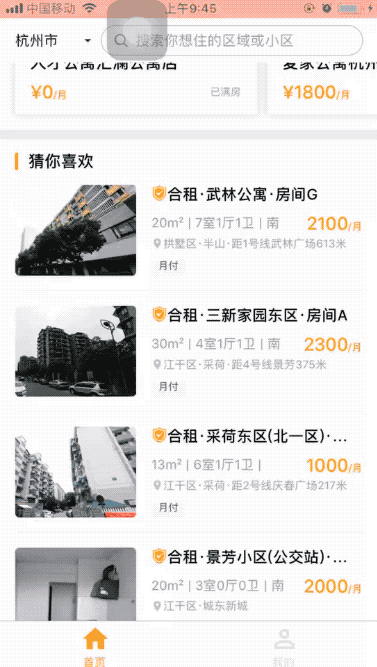 中国移动 上午9:45
杭州市 搜索你想住的区域或小区
人才公寓汇澜公寓店 爱家公寓杭州
¥0/月 已满房 ¥1800/月
猜你喜欢
合租·武林公寓·房间G
20m² | 7室1厅1卫 | 南 2100/月
拱墅区·半山·距1号线武林广场613米
月付
合租·三新家园东区·房间A
30m² | 4室1厅1卫 | 南 2300/月
江干区·采荷·距4号线景芳375米
月付
合租·采荷东区(北一区)·...
13m² | 6室1厅1卫 | 1000/月
江干区·采荷·距2号线庆春广场217米
月付
合租·景芳小区(公交站)·...
20m² | 3室0厅0卫 | 南 2000/月
江干区·城东新城
首页 我的